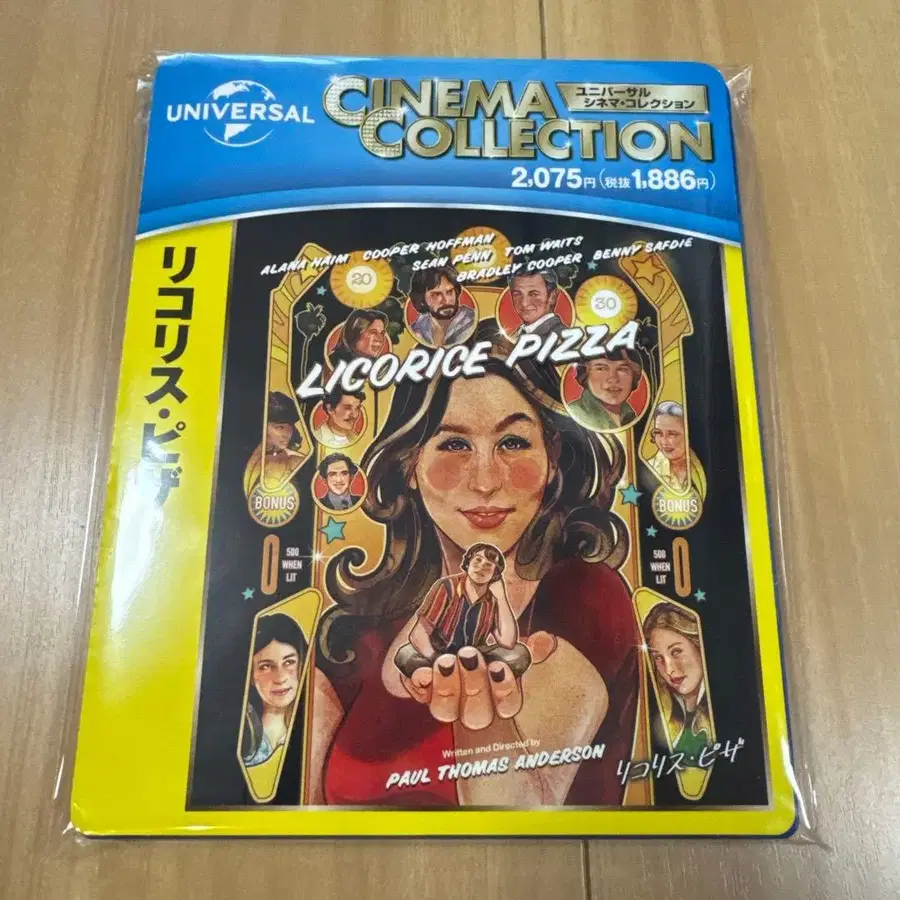 UNIVERSAL
CINEMA
COLLECTION
ユニバーサル
シネマ・コレクション
2,075円(税抜1,886円)
リコリス・ピザ
ALANA HAIM COOPER HOFFMAN
SEAN PENN TOM WAITS
BRADLEY COOPER BENNY SAFDIE
20
30
LICORICE PIZZA
BONUS
BONUS
0
500
WHEN
LIT
500
WHEN
LIT
0
Written and Directed by
PAUL THOMAS ANDERSON
リコリス・ピザ